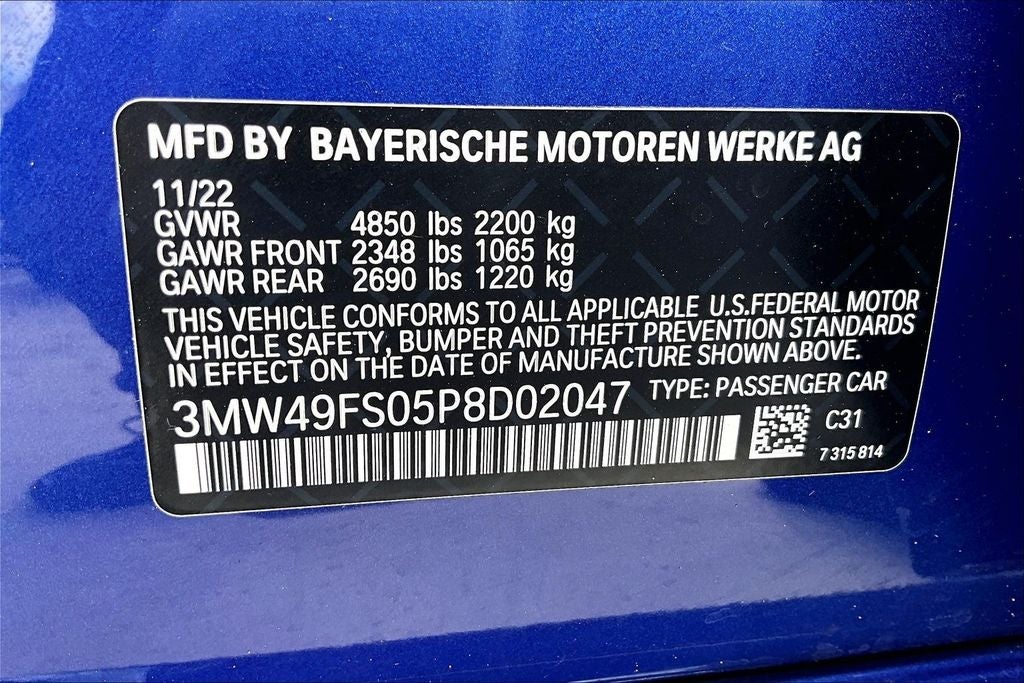 MFD BY BAYERISCHE MOTOREN WERKE AG
11/22
GVWR 4850 lbs 2200 kg
GAWR FRONT 2348 lbs 1065 kg
GAWR REAR 2690 lbs 1220 kg
THIS VEHICLE CONFORMS TO ALL APPLICABLE U.S.FEDERAL MOTOR
VEHICLE SAFETY, BUMPER AND THEFT PREVENTION STANDARDS
IN EFFECT ON THE DATE OF MANUFACTURE SHOWN ABOVE.
3MW49FS05P8D02047 TYPE: PASSENGER CAR
C31
7 315 814